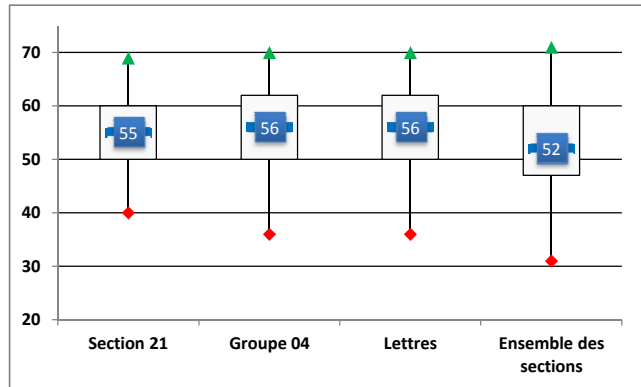 70
60
50
40
30
20
55
56
56
52
Section 21
Groupe 04
Lettres
Ensemble des
sections